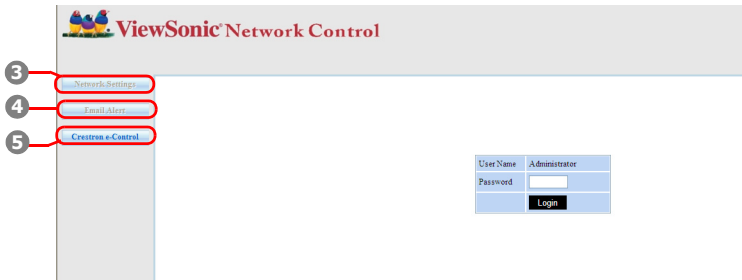 ViewSonic® Network Control
3
Network Settings
4
Email Alert
5
Crestron e-Control
User Name Administrator
Password
Login